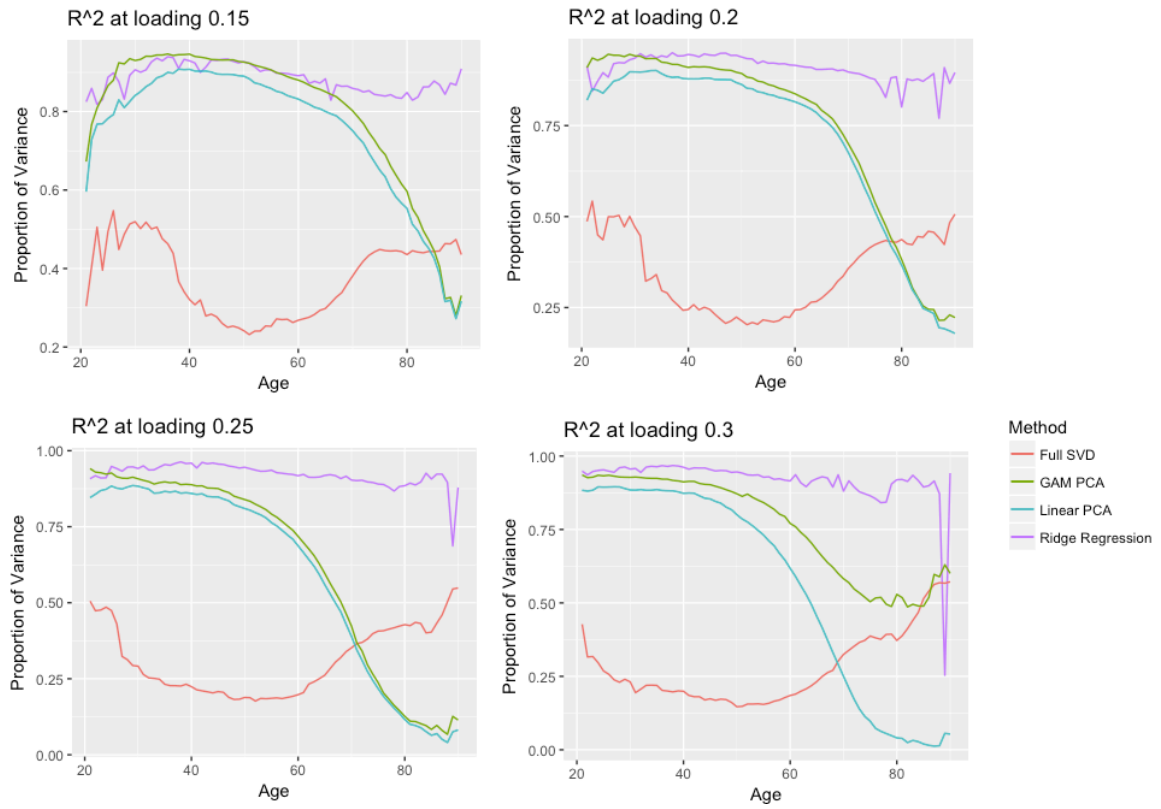 R^2 at loading 0.15
Proportion of Variance
0.8
0.6
0.4
0.2
20
40
60
80
Age
R^2 at loading 0.2
Proportion of Variance
0.75
0.50
0.25
20
40
60
80
Age
R^2 at loading 0.25
Proportion of Variance
1.00
0.75
0.50
0.25
0.00
20
40
60
80
Age
R^2 at loading 0.3
Proportion of Variance
1.00
0.75
0.50
0.25
0.00
20
40
60
80
Age
Method
Full SVD
GAM PCA
Linear PCA
Ridge Regression